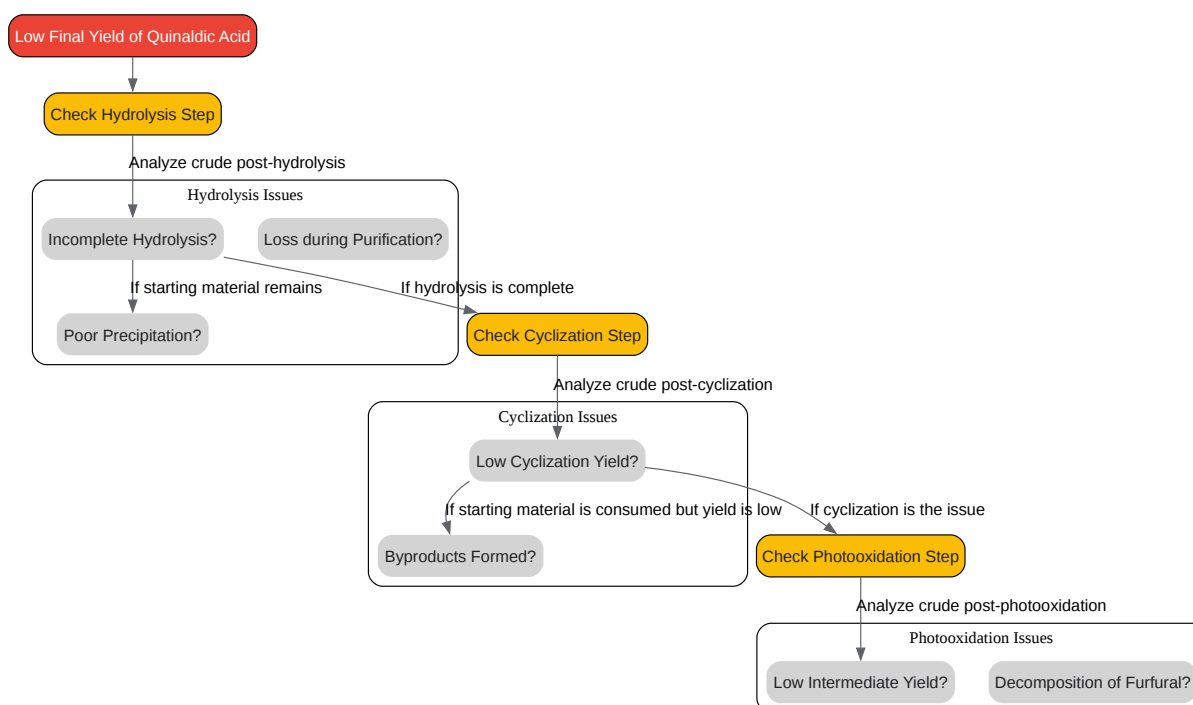 Low Final Yield of Quinaldic Acid
Check Hydrolysis Step
Analyze crude post-hydrolysis
Hydrolysis Issues
Incomplete Hydrolysis?
Loss during Purification?
If starting material remains
If hydrolysis is complete
Poor Precipitation?
Check Cyclization Step
Analyze crude post-cyclization
Cyclization Issues
Low Cyclization Yield?
If starting material is consumed but yield is low
If cyclization is the issue
Byproducts Formed?
Check Photooxidation Step
Analyze crude post-photooxidation
Photooxidation Issues
Low Intermediate Yield?
Decomposition of Furfural?